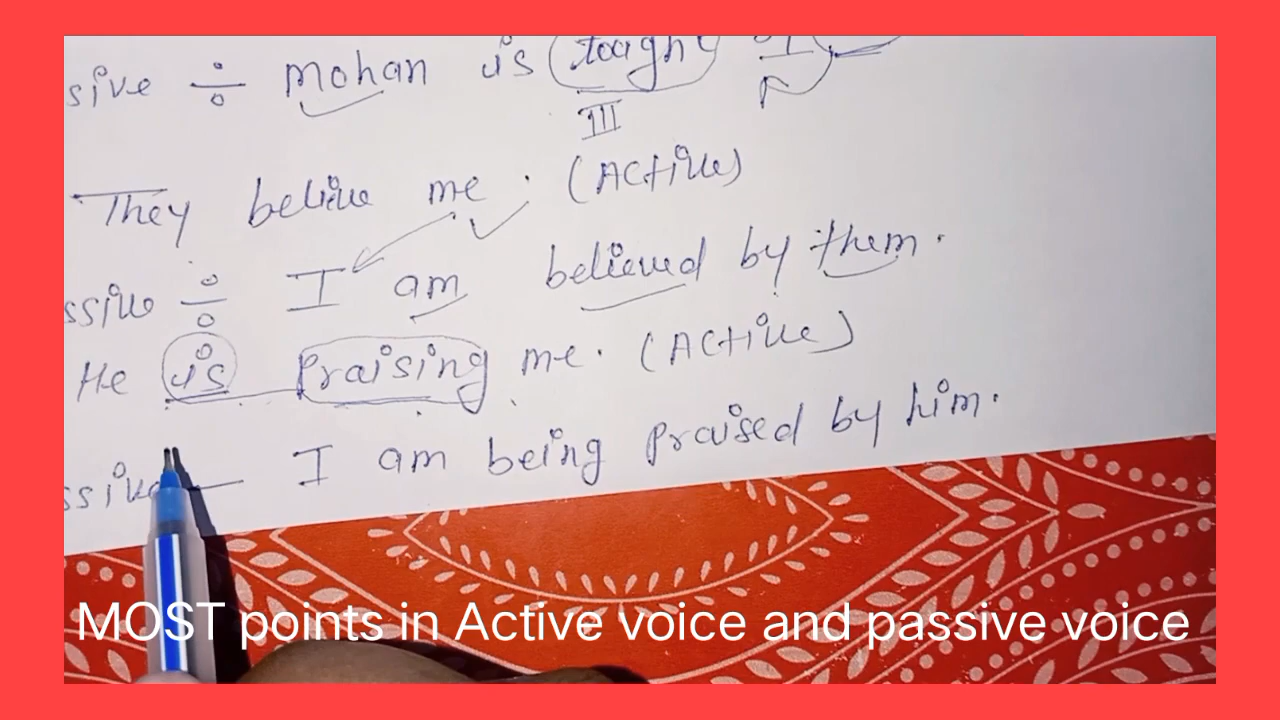 sive ÷ Mohan is taught
III
They believe me. (Active)
ssive ÷ I am believed by them.
He is Praising me. (Active)
ssive — I am being Praised by him.
MOST points in Active voice and passive voice